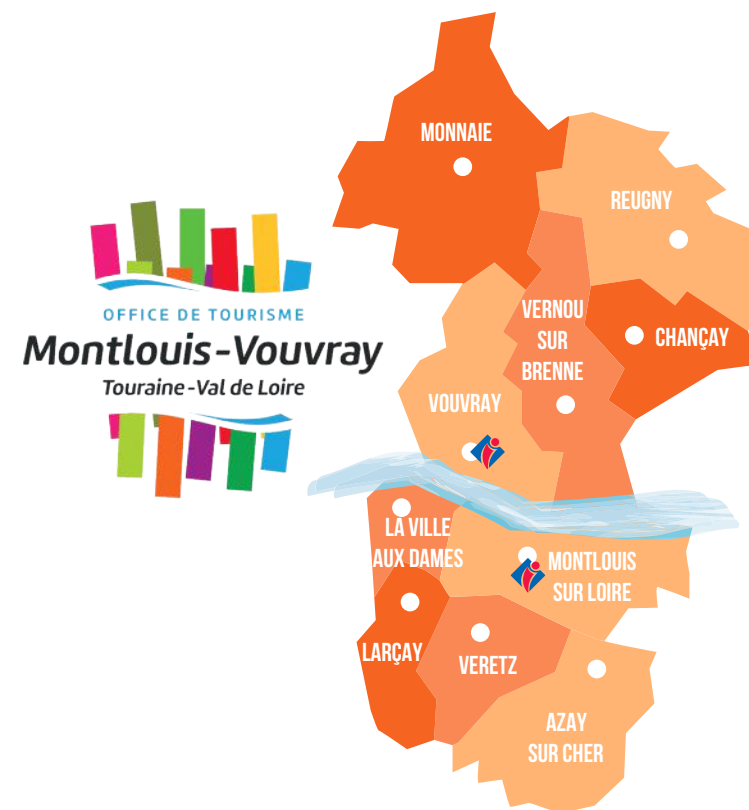 OFFICE DE TOURISME
Montlouis-Vouvray
Touraine-Val de Loire
MONNAIE
REUGNY
VERNOU
SUR
BRENNE
CHANÇAY
VOUVRAY
LA VILLE
AUX DAMES
MONTLOUIS
SUR LOIRE
LARÇAY
VERETZ
AZAY
SUR CHER